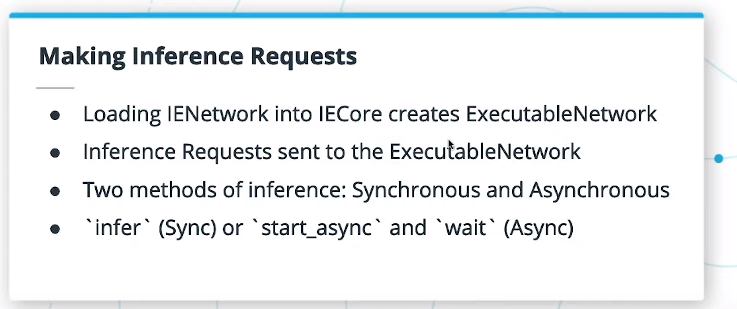 Making Inference Requests
● Loading IENetwork into IECore creates ExecutableNetwork
● Inference Requests sent to the ExecutableNetwork
● Two methods of inference: Synchronous and Asynchronous
● `infer` (Sync) or `start_async` and `wait` (Async)